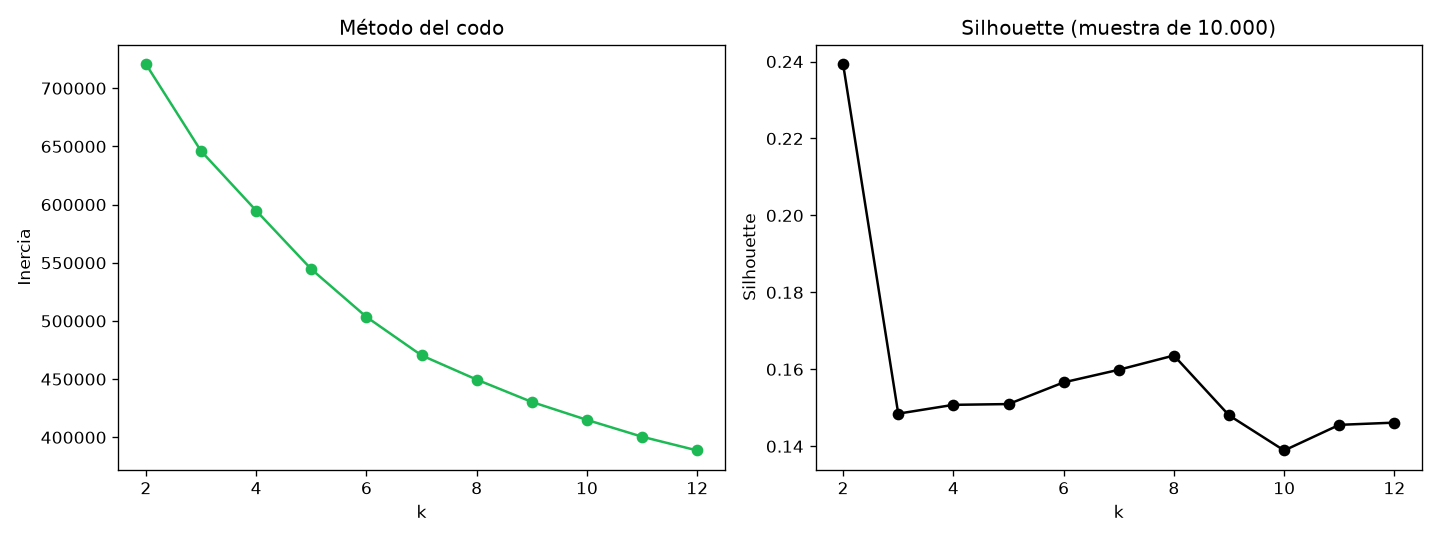 Método del codo
700000
650000
600000
550000
500000
450000
400000
Inercia
2 4 6 8 10 12
k
Silhouette (muestra de 10.000)
0.24
0.22
0.20
0.18
0.16
0.14
Silhouette
2 4 6 8 10 12
k